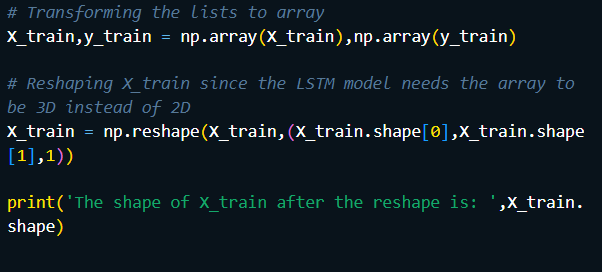 # Transforming the lists to array
X_train,y_train = np.array(X_train),np.array(y_train)
# Reshaping X_train since the LSTM model needs the array to
be 3D instead of 2D
X_train = np.reshape(X_train,(X_train.shape[0],X_train.shape
[1],1))
print('The shape of X_train after the reshape is: ',X_train.
shape)